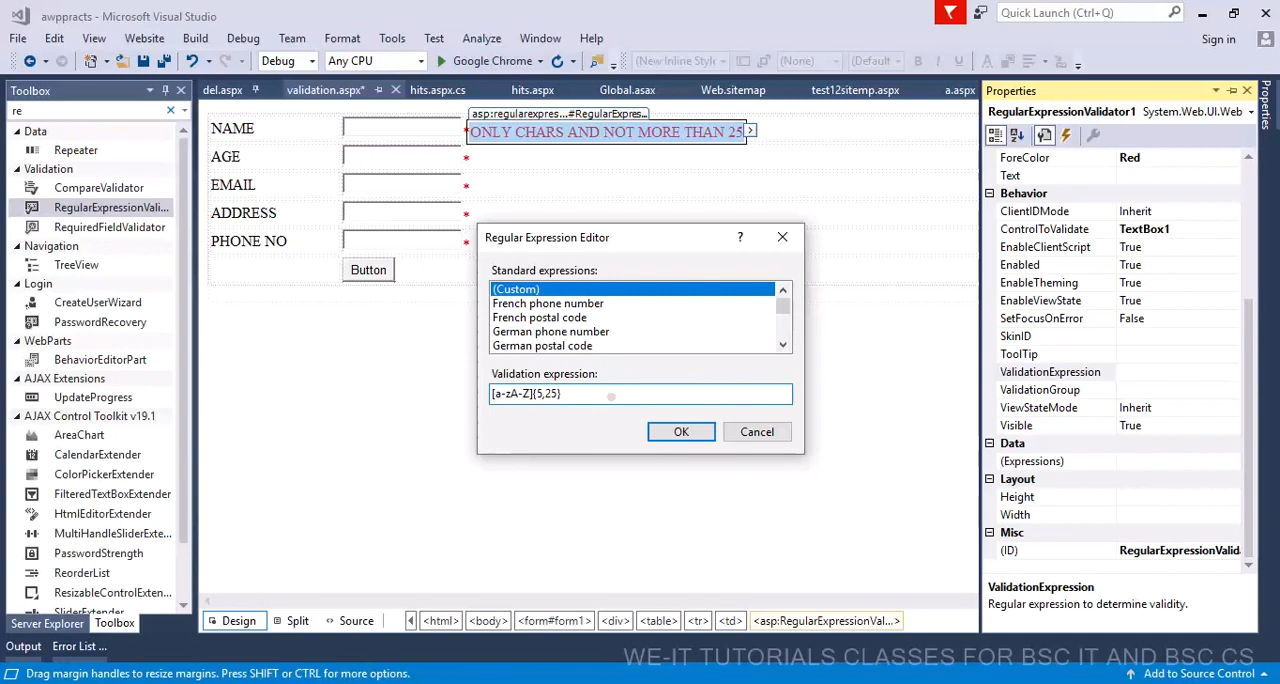 awppracts - Microsoft Visual Studio
Quick Launch (Ctrl+Q)
File Edit View Website Build Debug Team Format Tools Test Analyze Window Help
Sign in
Debug Any CPU Google Chrome (New Inline Style (None) (Default B I U A
Toolbox
del.aspx validation.aspx* hits.aspx.cs hits.aspx Global.asax Web.sitemap test12sitemp.aspx a.aspx
Properties
re
Data
Repeater
Validation
CompareValidator
RegularExpressionVali...
RequiredFieldValidator
Navigation
TreeView
Login
CreateUserWizard
PasswordRecovery
WebParts
BehaviorEditorPart
AJAX Extensions
UpdateProgress
AJAX Control Toolkit v19.1
AreaChart
CalendarExtender
ColorPickerExtender
FilteredTextBoxExtender
HtmlEditorExtender
MultiHandleSliderExte...
PasswordStrength
ReorderList
ResizableControlExten...
SliderExtender
Server Explorer Toolbox
asp:regularexpres...#RegularExpres...
NAME * ONLY CHARS AND NOT MORE THAN 25
AGE *
EMAIL *
ADDRESS *
PHONE NO *
Button
Regular Expression Editor ?
Standard expressions:
(Custom)
French phone number
French postal code
German phone number
German postal code
Validation expression:
[a-zA-Z]{5,25}
OK Cancel
Design Split Source <html> <body> <form#form1> <div> <table> <tr> <td> <asp:RegularExpressionVal...>
RegularExpressionValidator1 System.Web.UI.Web
ForeColor Red
Text
Behavior
ClientIDMode Inherit
ControlToValidate TextBox1
EnableClientScript True
Enabled True
EnableTheming True
EnableViewState True
SetFocusOnError False
SkinID
ToolTip
ValidationExpression
ValidationGroup
ViewStateMode Inherit
Visible True
Data
(Expressions)
Layout
Height
Width
Misc
(ID) RegularExpressionValida
ValidationExpression
Regular expression to determine validity.
Properties
Output Error List ...
WE-IT TUTORIALS CLASSES FOR BSC IT AND BSC CS
Drag margin handles to resize margins. Press SHIFT or CTRL for more options.
Add to Source Control